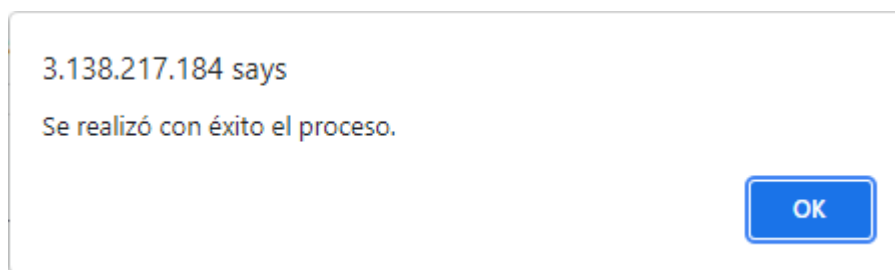 3.138.217.184 says
Se realizó con éxito el proceso.
OK